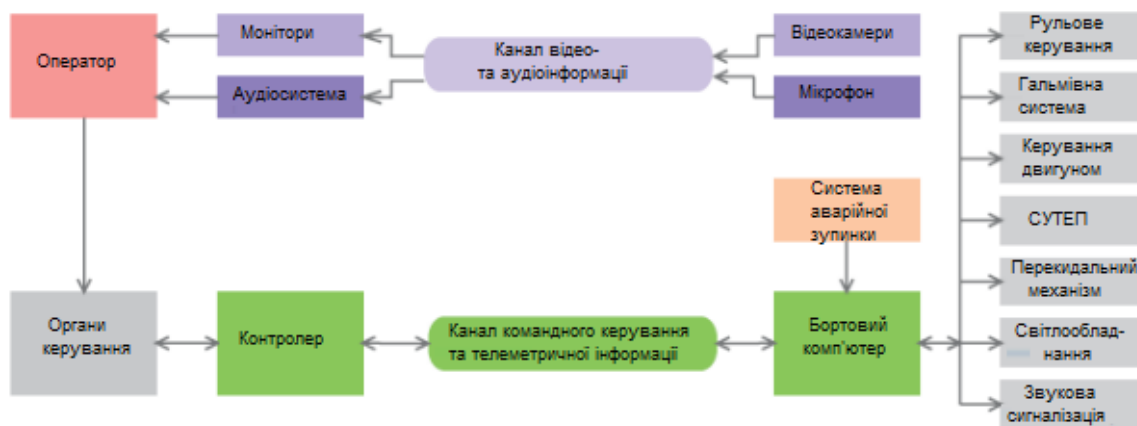 Оператор
Монітори
Аудіосистема
Канал відео-
та аудіоінформації
Відеокамери
Мікрофон
Рульове
керування
Гальмівна
система
Керування
двигуном
СУТЕП
Перекидальний
механізм
Світлооблад-
нання
Звукова
сигналізація
Система
аварійної
зупинки
Органи
керування
Контролер
Канал командного керування
та телеметричної інформації
Бортовий
комп'ютер